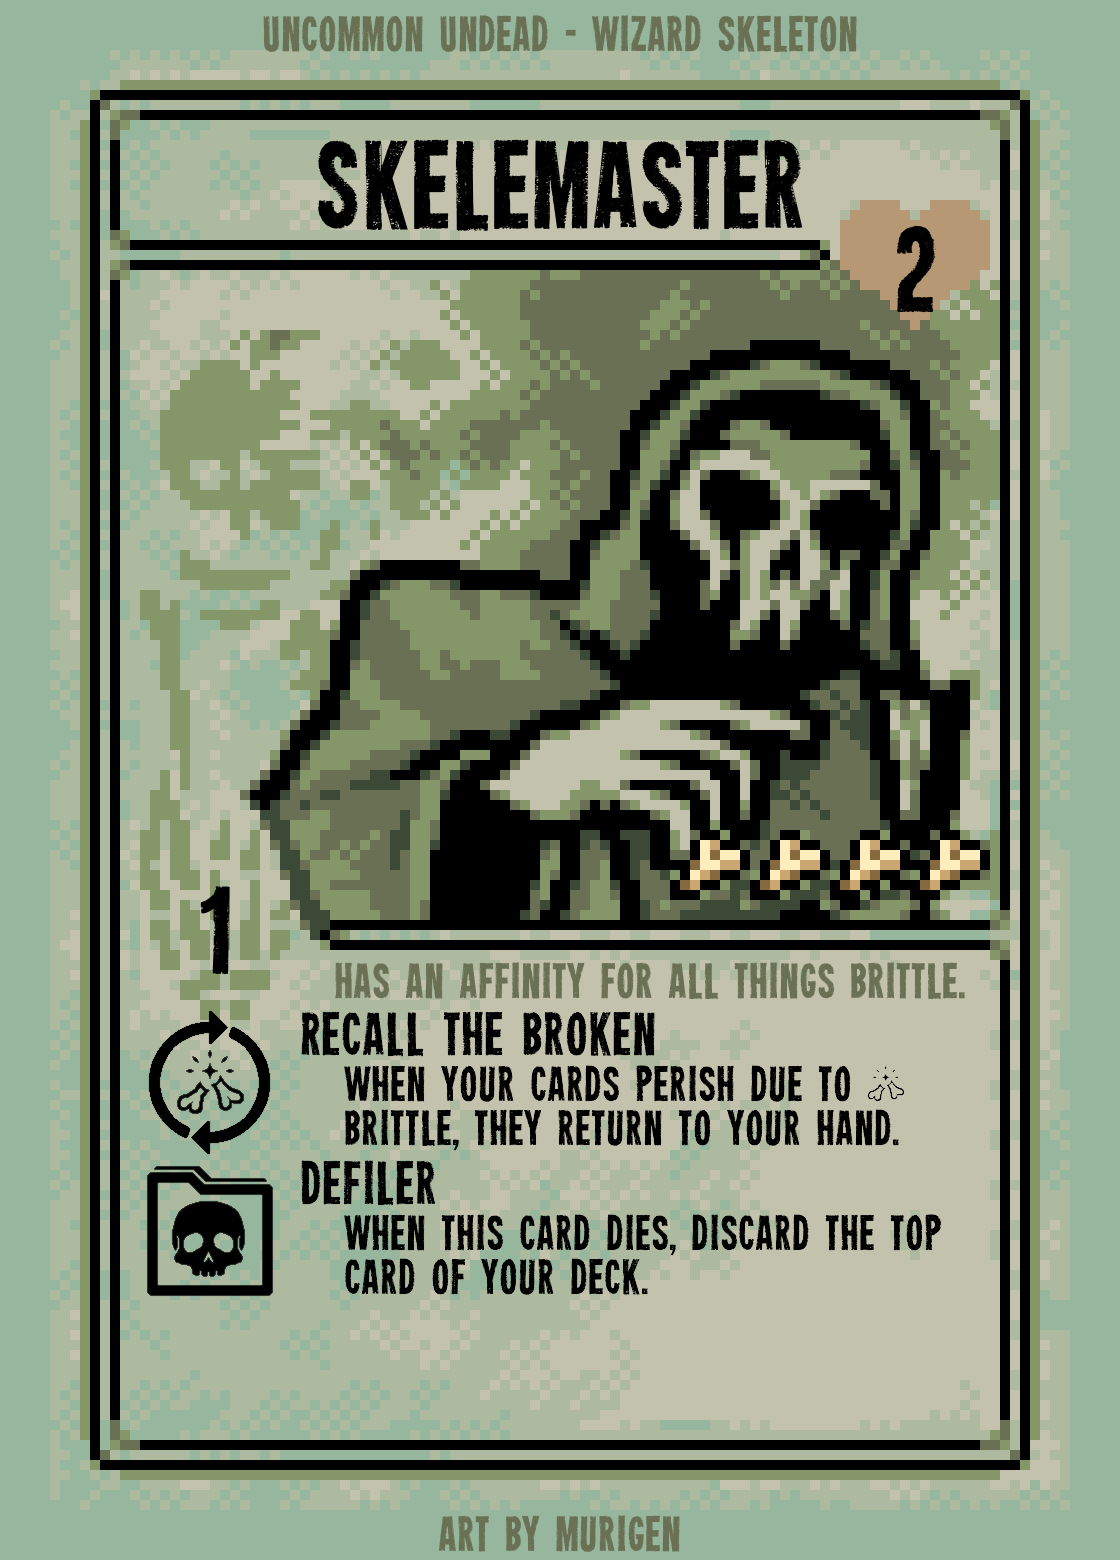 UNCOMMON UNDEAD - WIZARD SKELETON
SKELEMASTER
2
1
HAS AN AFFINITY FOR ALL THINGS BRITTLE.
RECALL THE BROKEN
WHEN YOUR CARDS PERISH DUE TO
BRITTLE, THEY RETURN TO YOUR HAND.
DEFILER
WHEN THIS CARD DIES, DISCARD THE TOP
CARD OF YOUR DECK.
ART BY MURIGEN